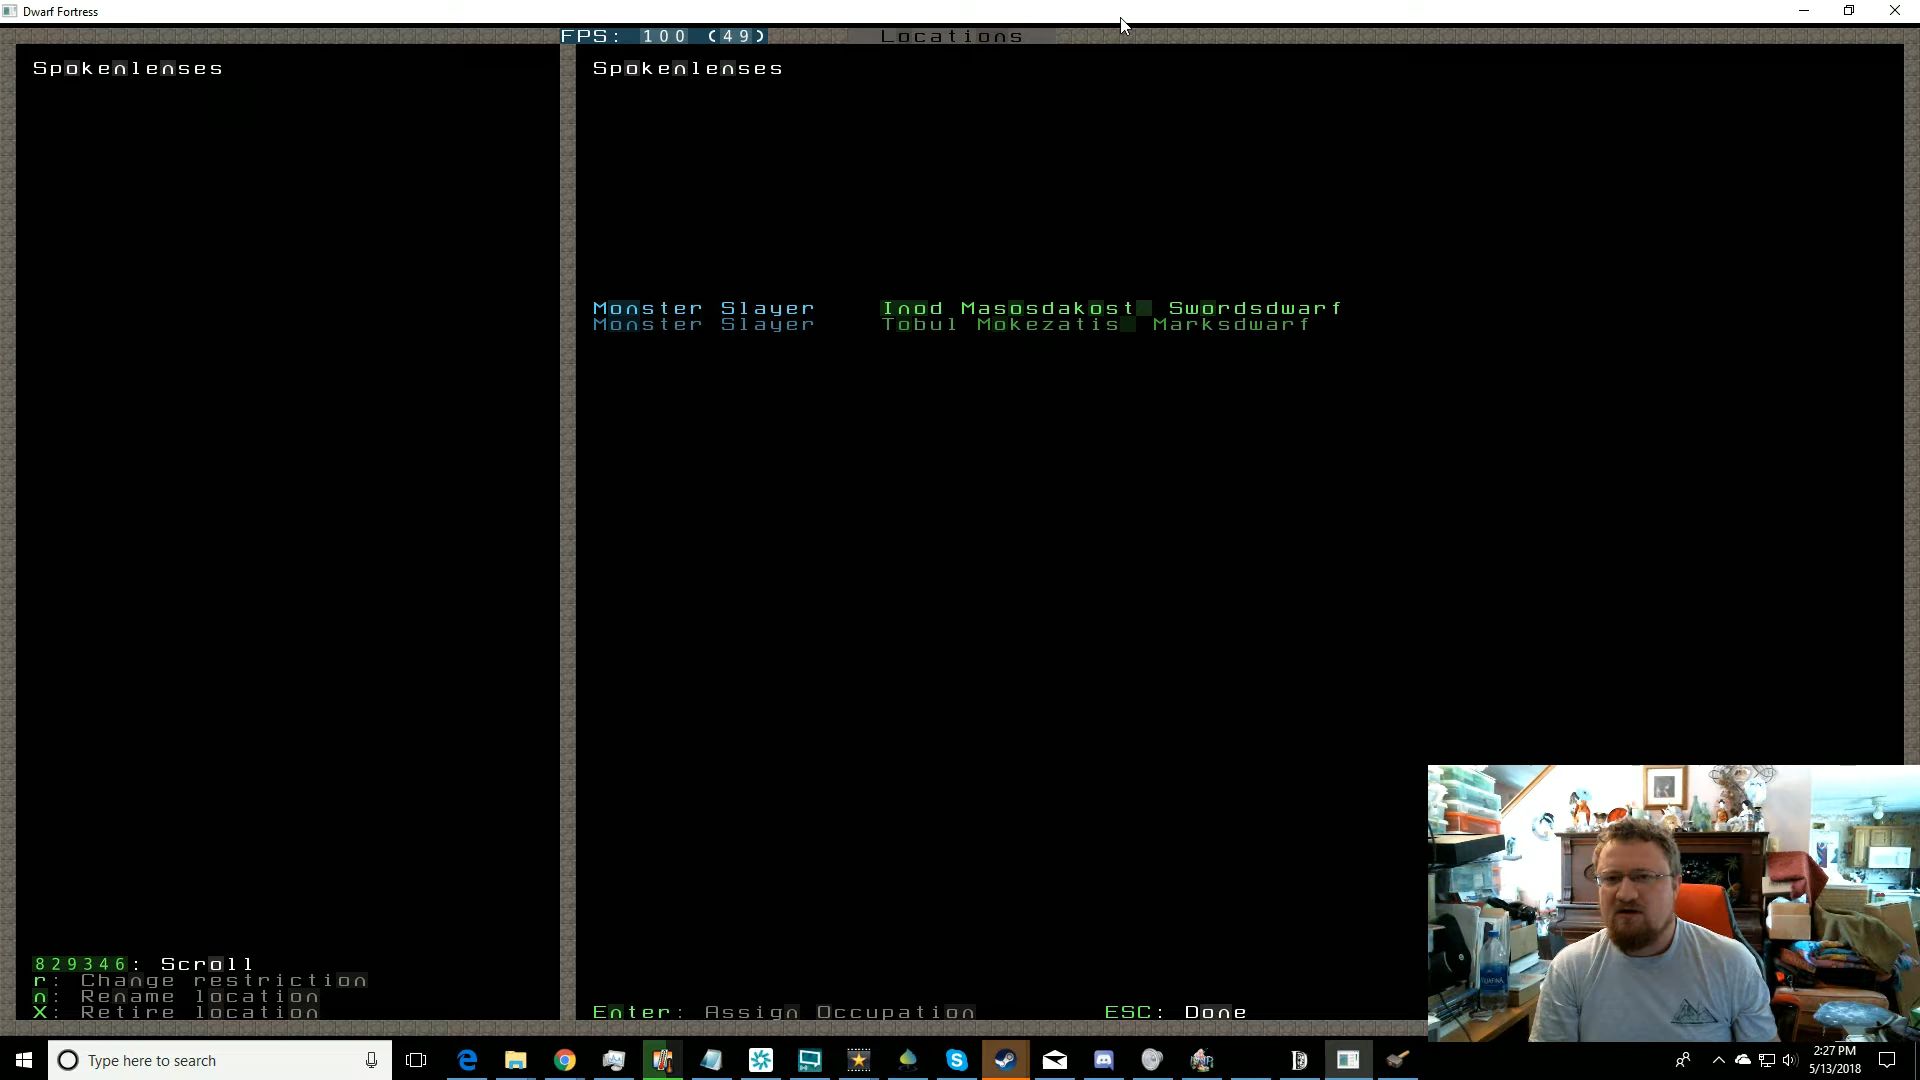 Dwarf Fortress
FPS: 100 (49) Locations
Spokenlenses Spokenlenses
Monster Slayer Inod Masosdakost Swordsdwarf
Monster Slayer Tobul Mokezatis Marksdwarf
829346: Scroll
r: Change restriction
n: Rename location
X: Retire location
Enter: Assign Occupation ESC: Done
Type here to search
2:27 PM
5/13/2018